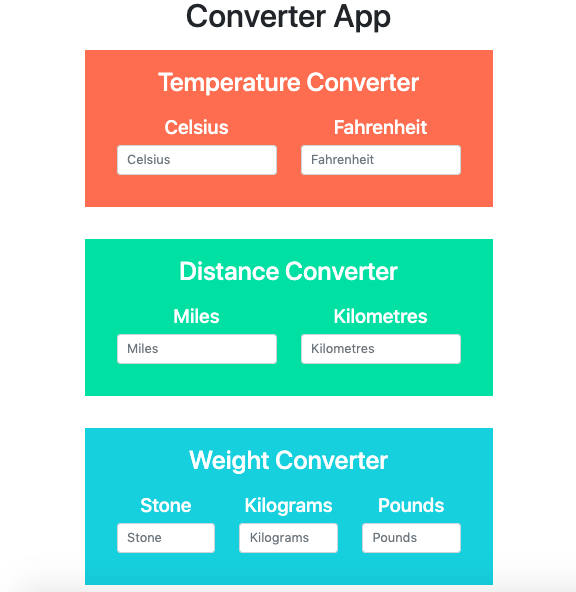 Converter App
Temperature Converter
Celsius Fahrenheit
Celsius Fahrenheit
Distance Converter
Miles Kilometres
Miles Kilometres
Weight Converter
Stone Kilograms Pounds
Stone Kilograms Pounds